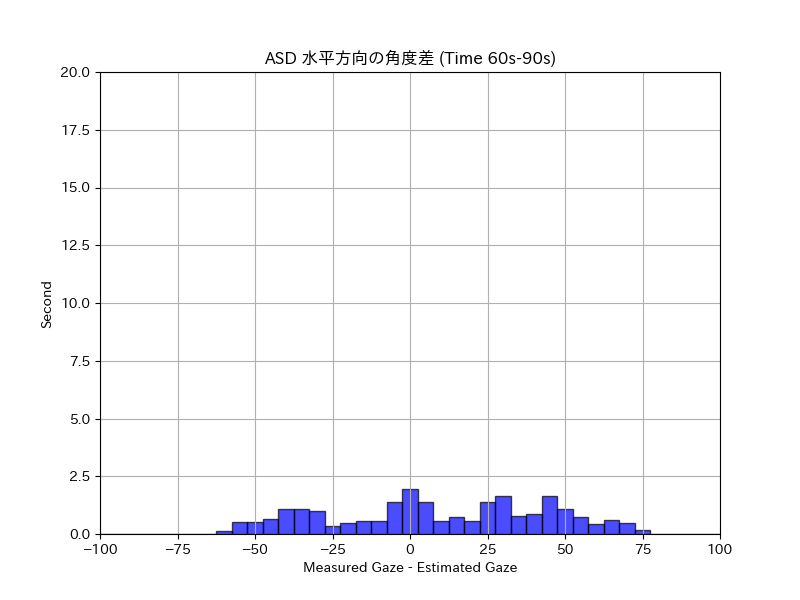 ASD 水平方向の角度差 (Time 60s-90s)
20.0
17.5
15.0
12.5
10.0
7.5
5.0
2.5
0.0
Second
−100 −75 −50 −25 0 25 50 75 100
Measured Gaze - Estimated Gaze